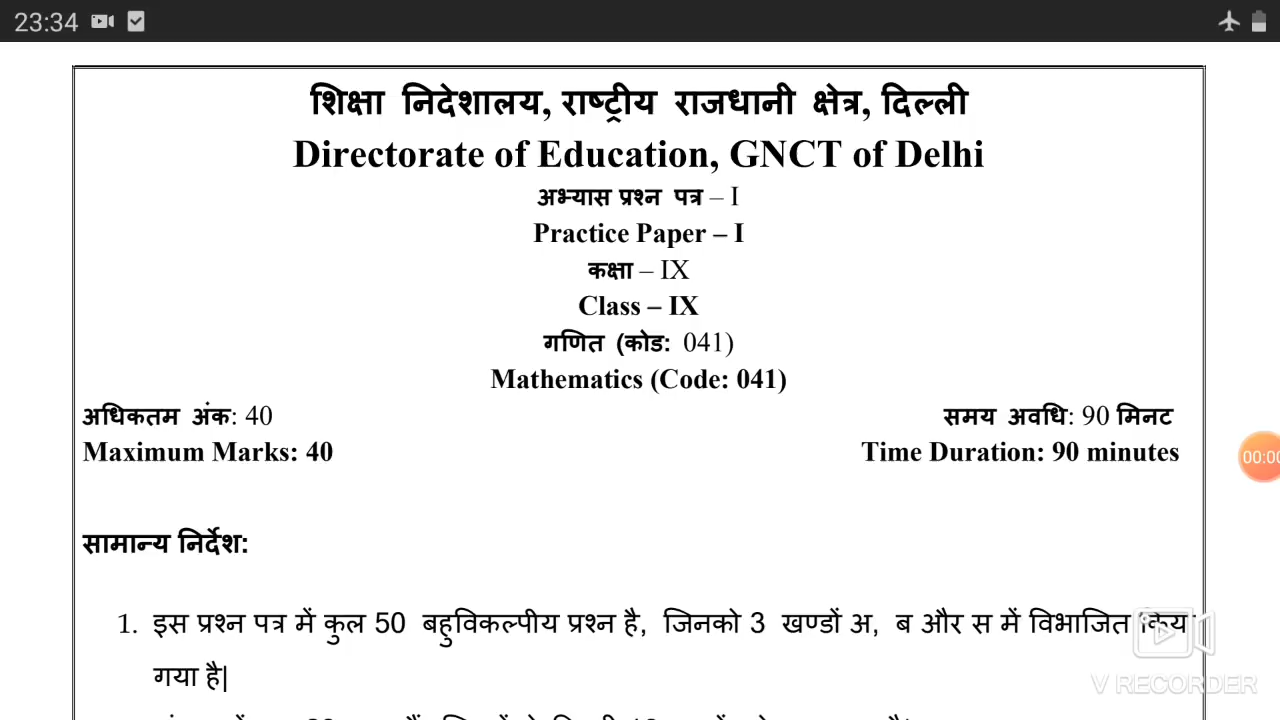 23:34
शिक्षा निदेशालय, राष्ट्रीय राजधानी क्षेत्र, दिल्ली
Directorate of Education, GNCT of Delhi
अभ्यास प्रश्न पत्र – I
Practice Paper – I
कक्षा – IX
Class – IX
गणित (कोड: 041)
Mathematics (Code: 041)
अधिकतम अंक: 40 समय अवधि: 90 मिनट
Maximum Marks: 40 Time Duration: 90 minutes
00:00
सामान्य निर्देश:
1. इस प्रश्न पत्र में कुल 50 बहुविकल्पीय प्रश्न है, जिनको 3 खण्डों अ, ब और स में विभाजित किया
गया है|
V RECORDER